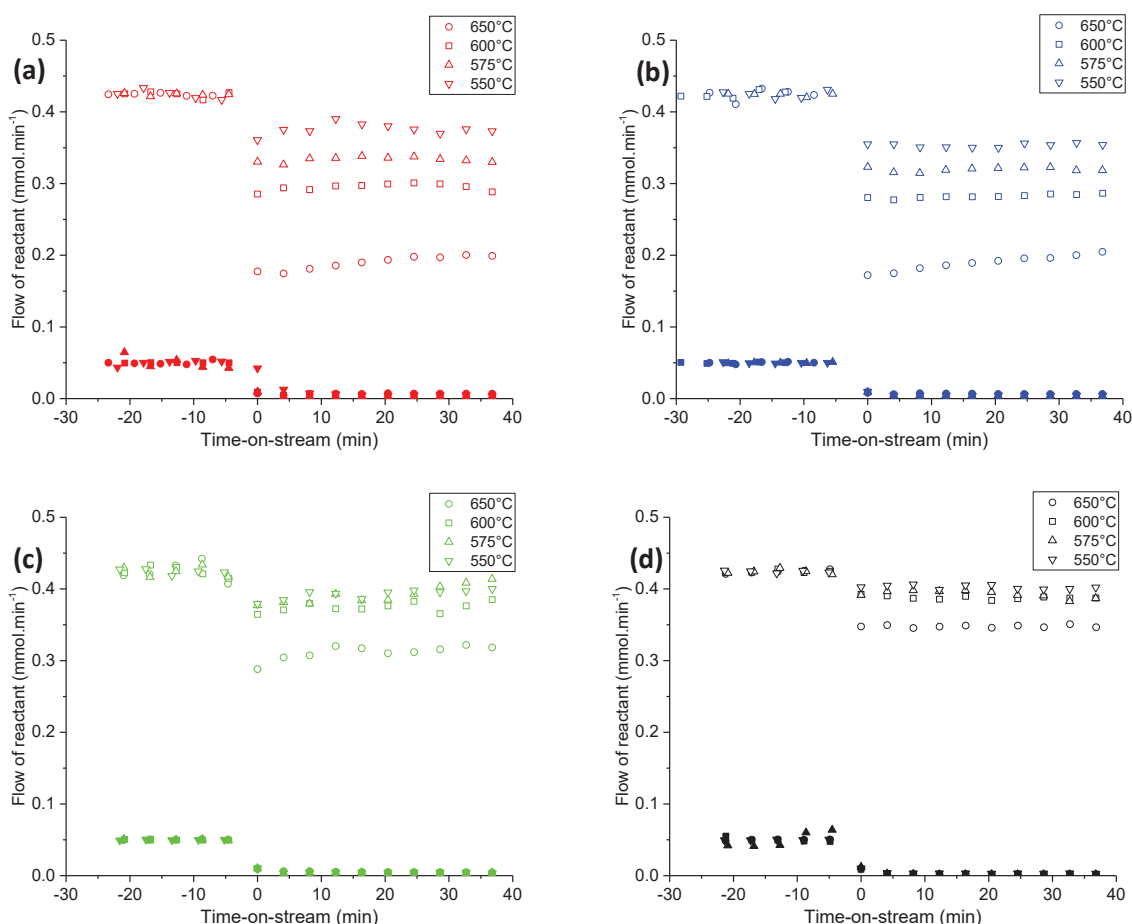 (a)
650°C
600°C
575°C
550°C
Flow of reactant (mmol.min⁻¹)
0.5
0.4
0.3
0.2
0.1
0.0
-30 -20 -10 0 10 20 30 40
Time-on-stream (min)
(b)
650°C
600°C
575°C
550°C
Flow of reactant (mmol.min⁻¹)
0.5
0.4
0.3
0.2
0.1
0.0
-30 -20 -10 0 10 20 30 40
Time-on-stream (min)
(c)
650°C
600°C
575°C
550°C
Flow of reactant (mmol.min⁻¹)
0.5
0.4
0.3
0.2
0.1
0.0
-30 -20 -10 0 10 20 30 40
Time-on-stream (min)
(d)
650°C
600°C
575°C
550°C
Flow of reactant (mmol.min⁻¹)
0.5
0.4
0.3
0.2
0.1
0.0
-30 -20 -10 0 10 20 30 40
Time-on-stream (min)